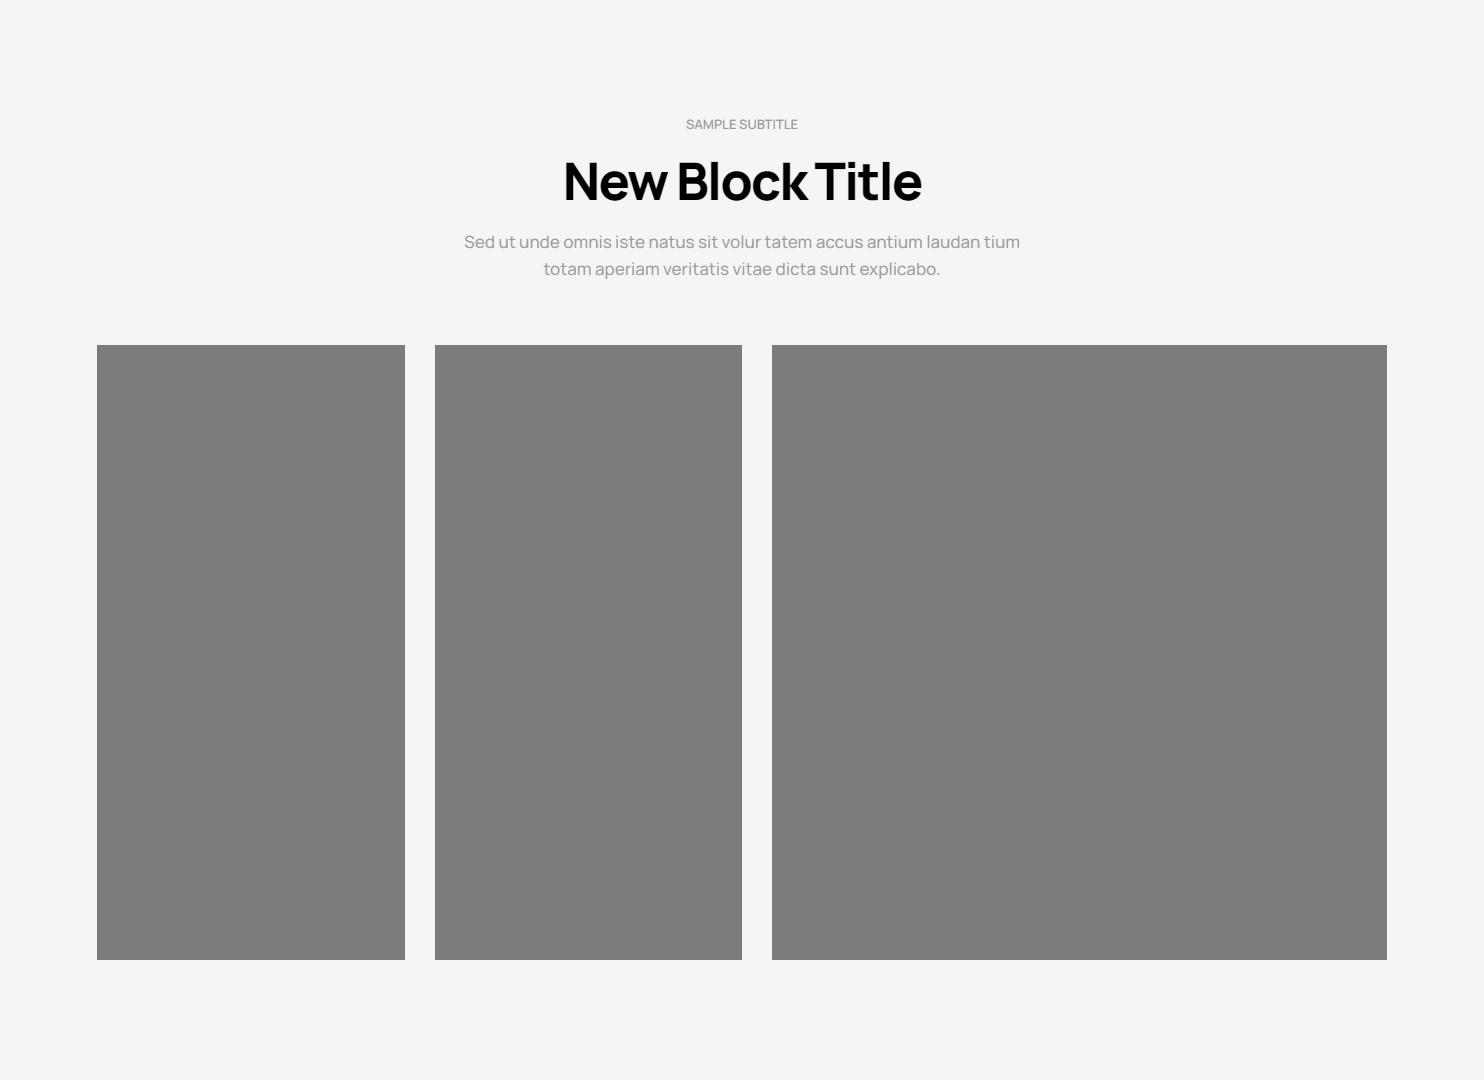 SAMPLE SUBTITLE
New Block Title
Sed ut unde omnis iste natus sit volur tatem accus antium laudan tium
totam aperiam veritatis vitae dicta sunt explicabo.